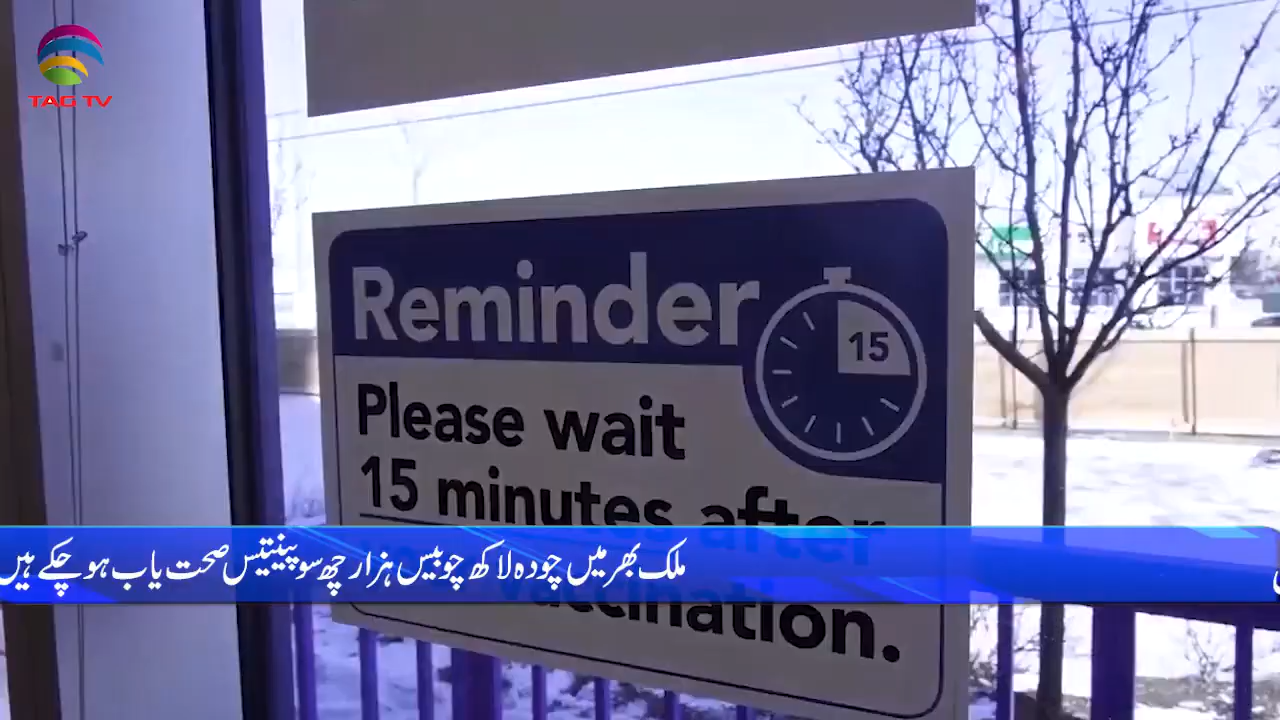 TAG TV
Reminder
15
Please wait
15 minutes after
vaccination.
ملک بھر میں چودہ لاکھ چوبیس ہزار چھ سو پینتیس صحت یاب ہو چکے ہیں